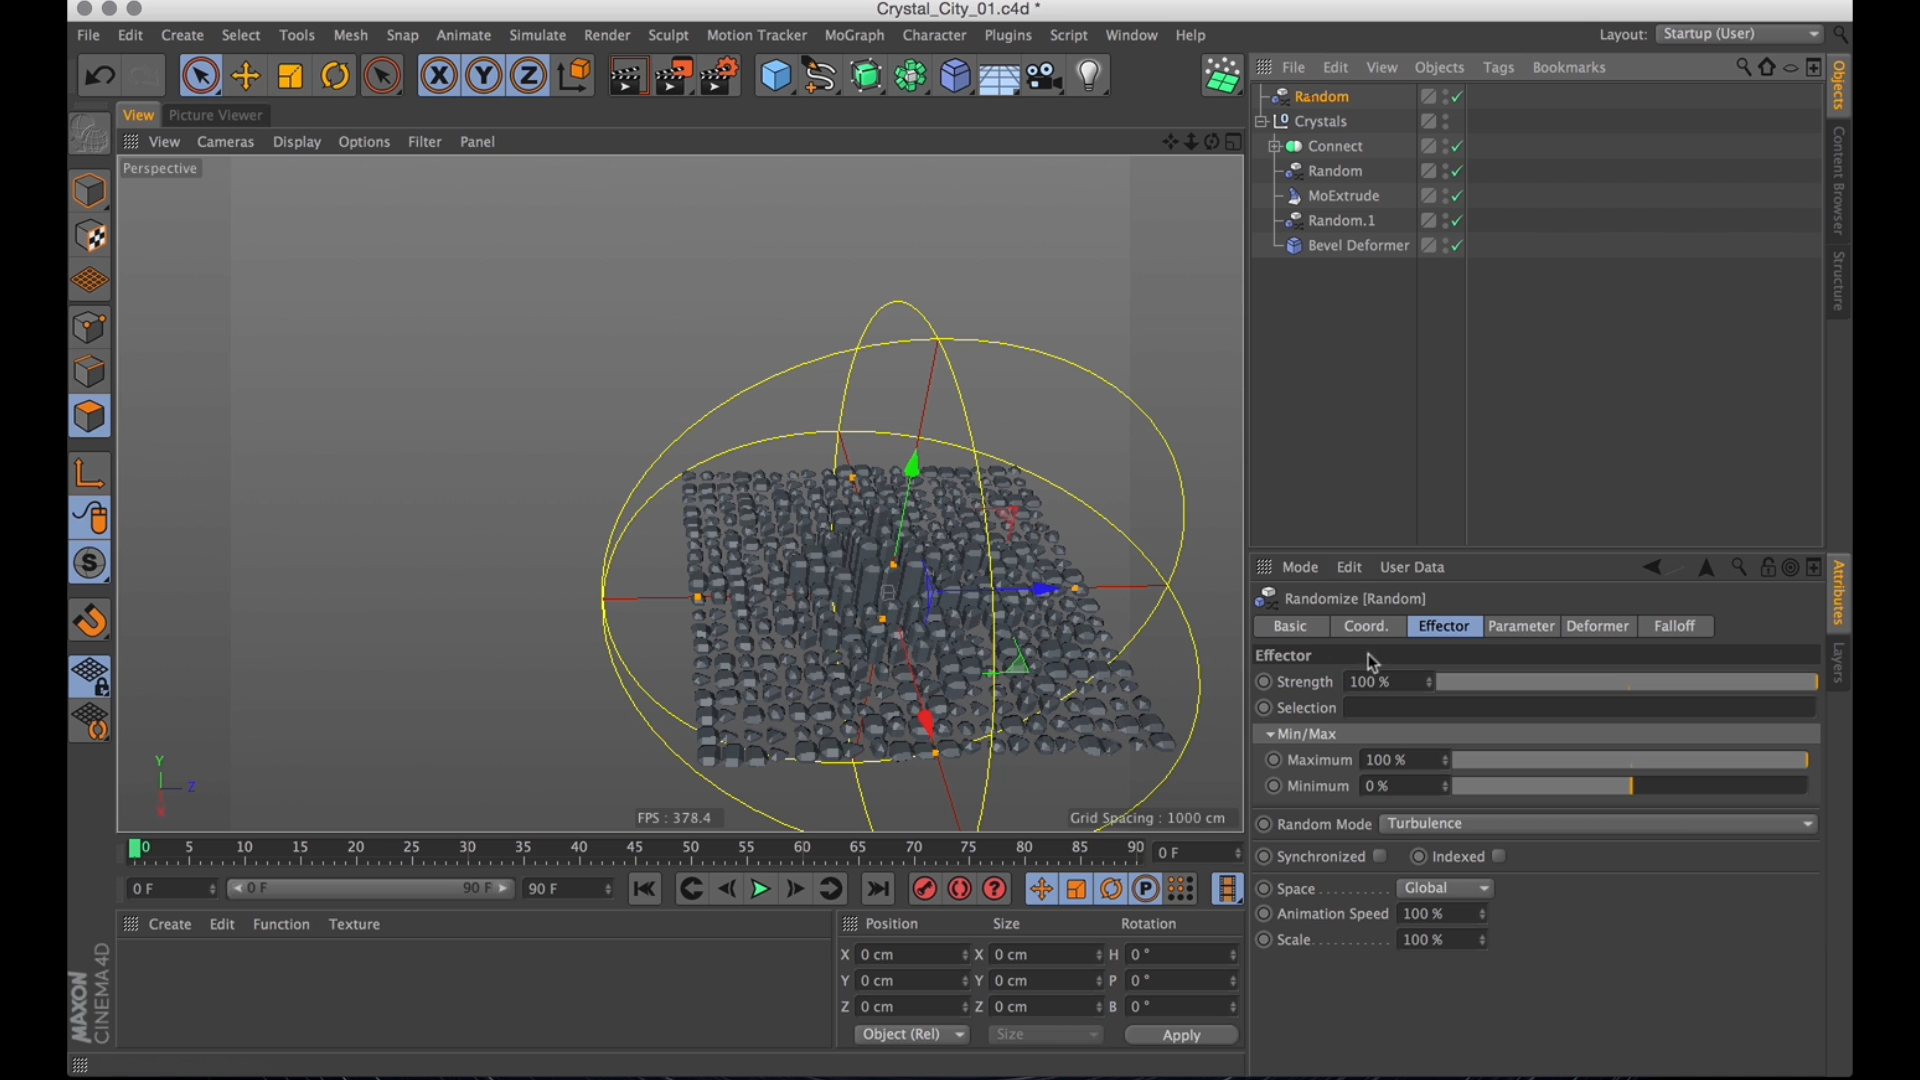 Crystal_City_01.c4d *
File Edit Create Select Tools Mesh Snap Animate Simulate Render Sculpt Motion Tracker MoGraph Character Plugins Script Window Help
Layout: Startup (User)
View Picture Viewer
View Cameras Display Options Filter Panel
Perspective
X Y Z
Y
Z
X
FPS : 378.4
Grid Spacing : 1000 cm
0 5 10 15 20 25 30 35 40 45 50 55 60 65 70 75 80 85 90 0 F
0 F 0 F 90 F 90 F
P
Create Edit Function Texture
Position Size Rotation
X 0 cm X 0 cm H 0 °
Y 0 cm Y 0 cm P 0 °
Z 0 cm Z 0 cm B 0 °
Object (Rel) Size Apply
MAXON
CINEMA 4D
File Edit View Objects Tags Bookmarks
Random
Crystals
Connect
Random
MoExtrude
Random.1
Bevel Deformer
Objects
Content Browser
Structure
Mode Edit User Data
Randomize [Random]
Basic Coord. Effector Parameter Deformer Falloff
Effector
Strength 100 %
Selection
Min/Max
Maximum 100 %
Minimum 0 %
Random Mode Turbulence
Synchronized Indexed
Space . . . . . . . . . Global
Animation Speed 100 %
Scale. . . . . . . . . . 100 %
Attributes
Layers